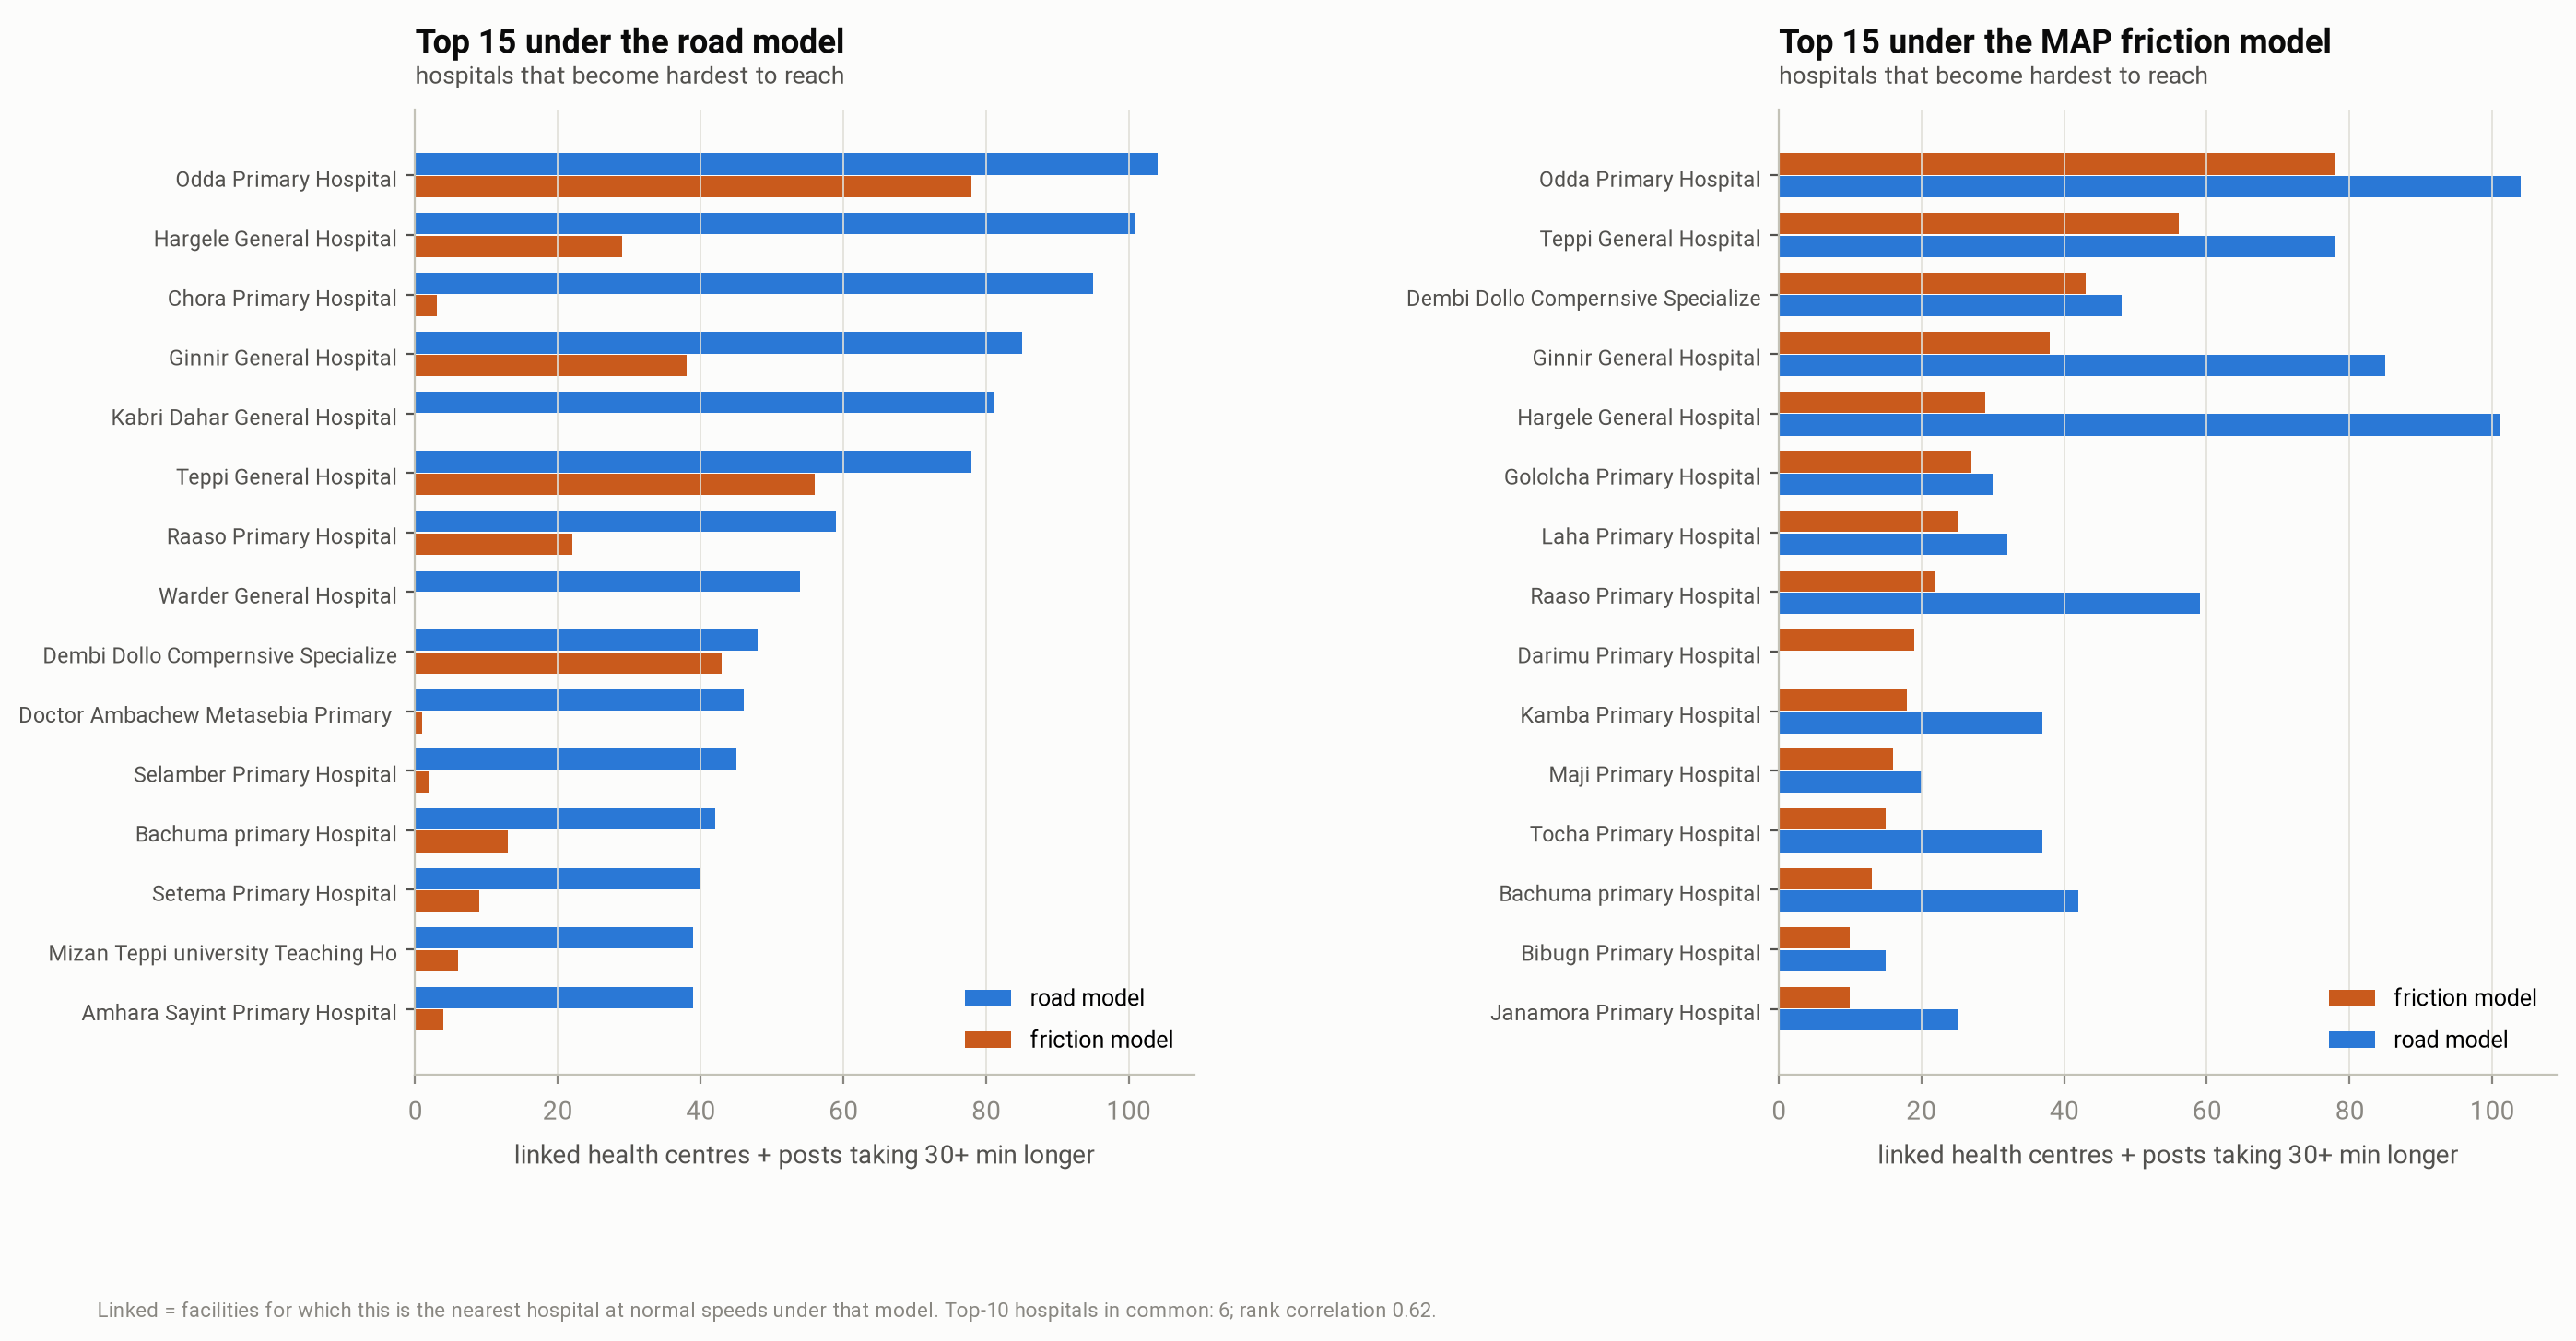 Top 15 under the road model
hospitals that become hardest to reach
Odda Primary Hospital
Hargele General Hospital
Chora Primary Hospital
Ginnir General Hospital
Kabri Dahar General Hospital
Teppi General Hospital
Raaso Primary Hospital
Warder General Hospital
Dembi Dollo Compernsive Specialize
Doctor Ambachew Metasebia Primary
Selamber Primary Hospital
Bachuma primary Hospital
Setema Primary Hospital
Mizan Teppi university Teaching Ho
Amhara Sayint Primary Hospital
road model
friction model
0 20 40 60 80 100
linked health centres + posts taking 30+ min longer
Top 15 under the MAP friction model
hospitals that become hardest to reach
Odda Primary Hospital
Teppi General Hospital
Dembi Dollo Compernsive Specialize
Ginnir General Hospital
Hargele General Hospital
Gololcha Primary Hospital
Laha Primary Hospital
Raaso Primary Hospital
Darimu Primary Hospital
Kamba Primary Hospital
Maji Primary Hospital
Tocha Primary Hospital
Bachuma primary Hospital
Bibugn Primary Hospital
Janamora Primary Hospital
friction model
road model
0 20 40 60 80 100
linked health centres + posts taking 30+ min longer
Linked = facilities for which this is the nearest hospital at normal speeds under that model. Top-10 hospitals in common: 6; rank correlation 0.62.